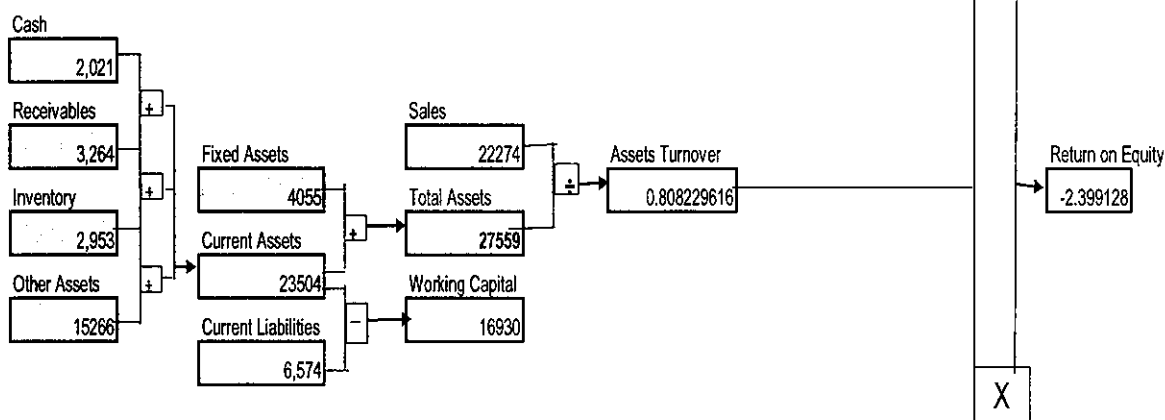 Cash
2,021
+
Receivables
3,264
Sales
22274
Fixed Assets
4055
÷
Assets Turnover
0.808229616
Return on Equity
-2.399128
+
Inventory
2,953
Total Assets
27559
+
Current Assets
23504
+
Other Assets
15266
Working Capital
16930
−
Current Liabilities
6,574
X